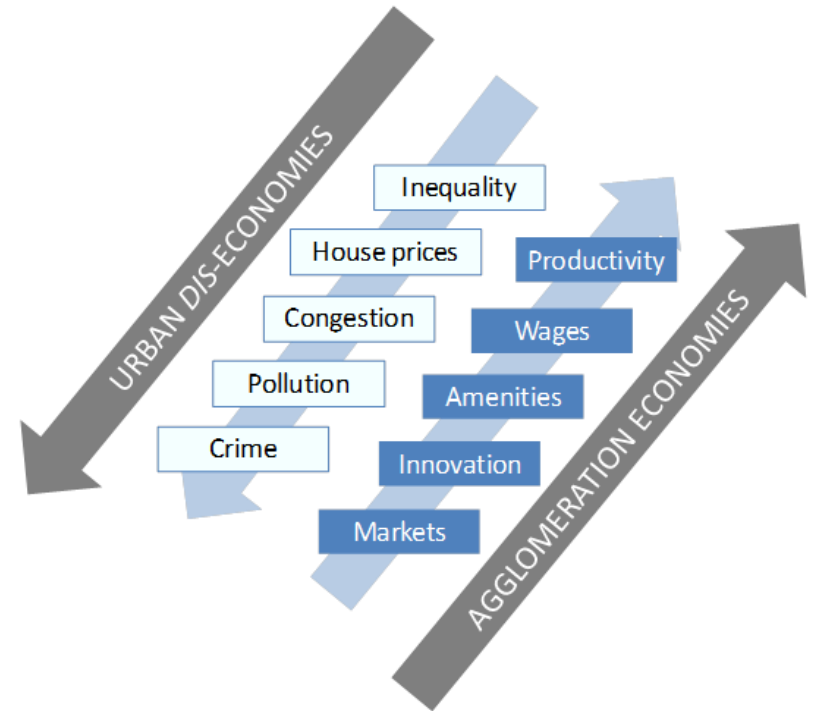 URBAN DIS-ECONOMIES
Inequality
House prices
Congestion
Pollution
Crime
Productivity
Wages
Amenities
Innovation
Markets
AGGLOMERATION ECONOMIES